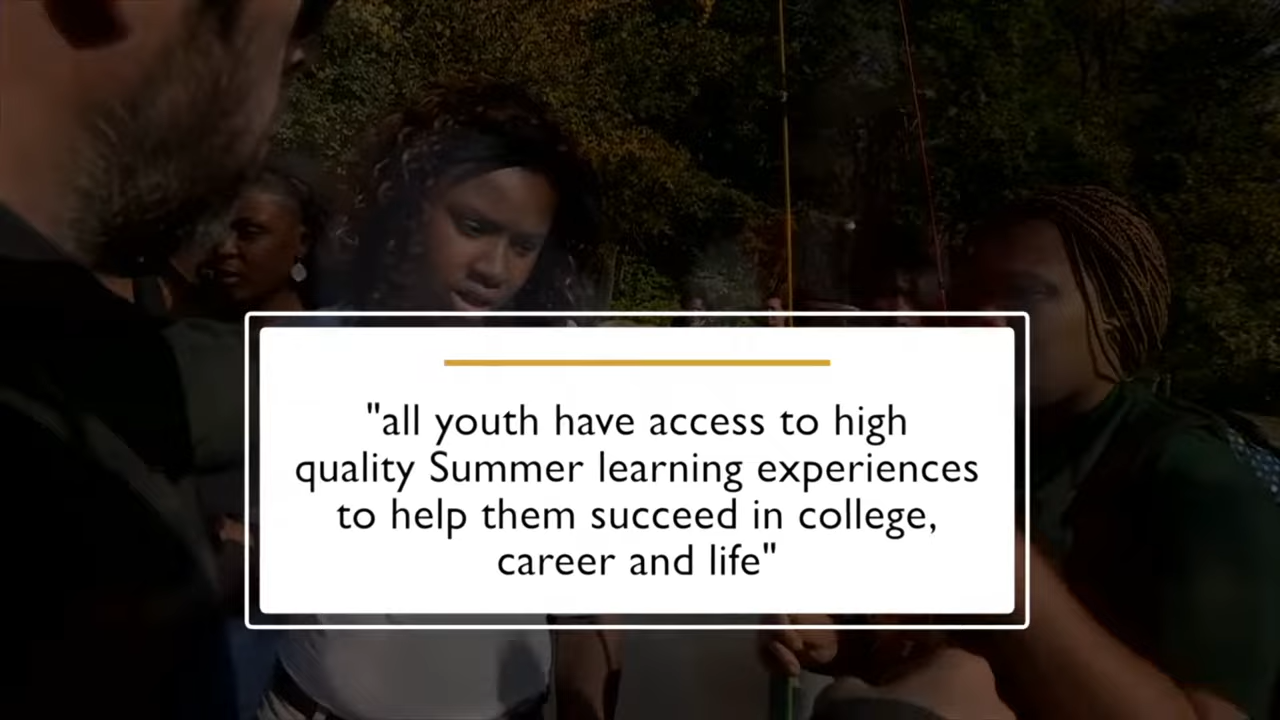 "all youth have access to high
quality Summer learning experiences
to help them succeed in college,
career and life"